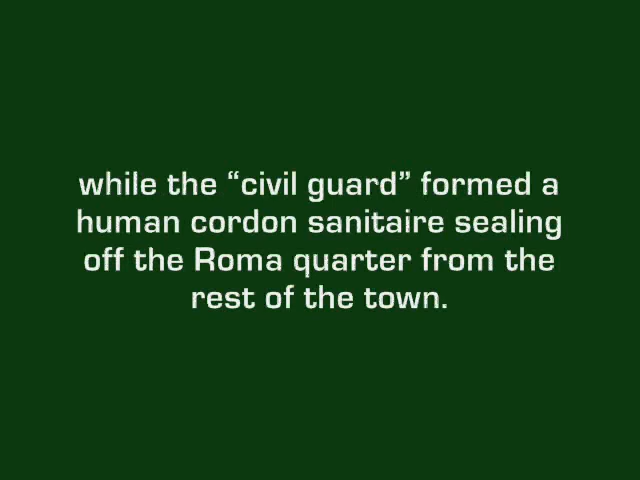 while the “civil guard” formed a
human cordon sanitaire sealing
off the Roma quarter from the
rest of the town.